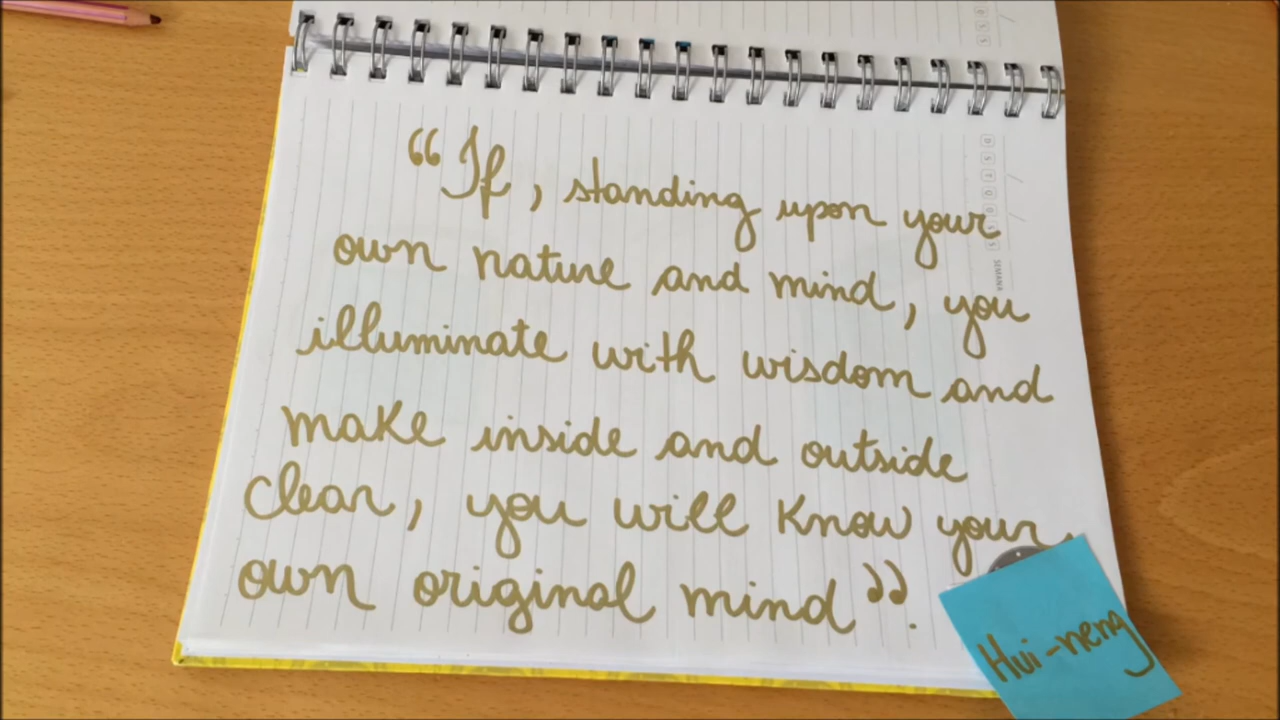 “If, standing upon your
own nature and mind, you
illuminate with wisdom and
make inside and outside
clear, you will know your
own original mind”.
Hui-neng
D S T Q Q S S
SEMANA